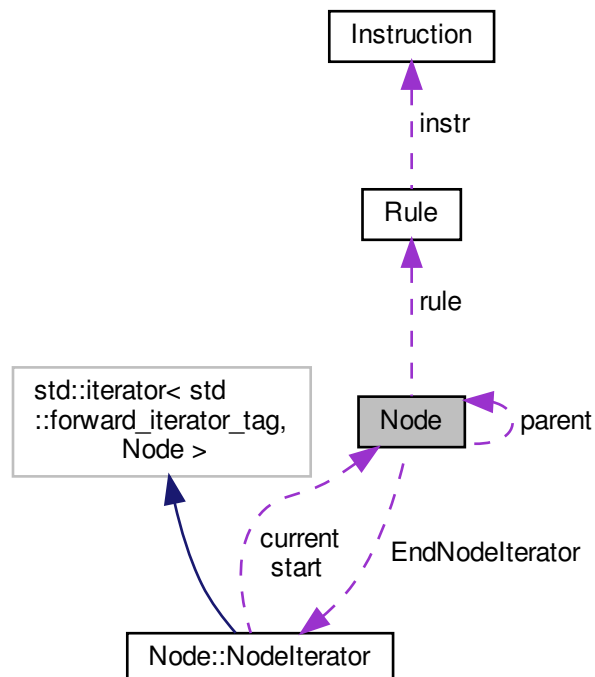 Instruction
instr
Rule
rule
std::iterator< std
::forward_iterator_tag,
Node >
Node
parent
current
start
EndNodeIterator
Node::NodeIterator